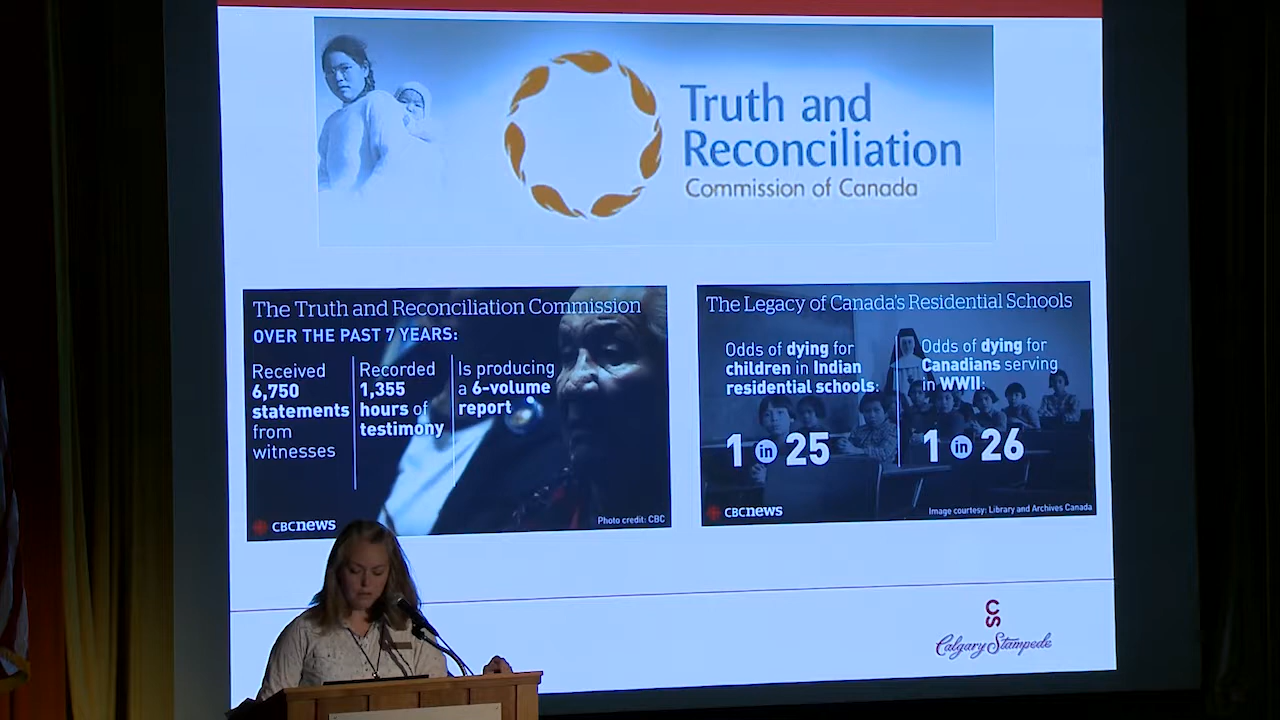 Truth and
Reconciliation
Commission of Canada
The Truth and Reconciliation Commission
OVER THE PAST 7 YEARS:
Received
6,750
statements
from
witnesses
Recorded
1,355
hours of
testimony
Is producing
a 6-volume
report
CBCNEWS
Photo credit: CBC
The Legacy of Canada's Residential Schools
Odds of dying for
children in Indian
residential schools:
1 in 25
Odds of dying for
Canadians serving
in WWII:
1 in 26
CBCNEWS
Image courtesy: Library and Archives Canada
CS
Calgary Stampede